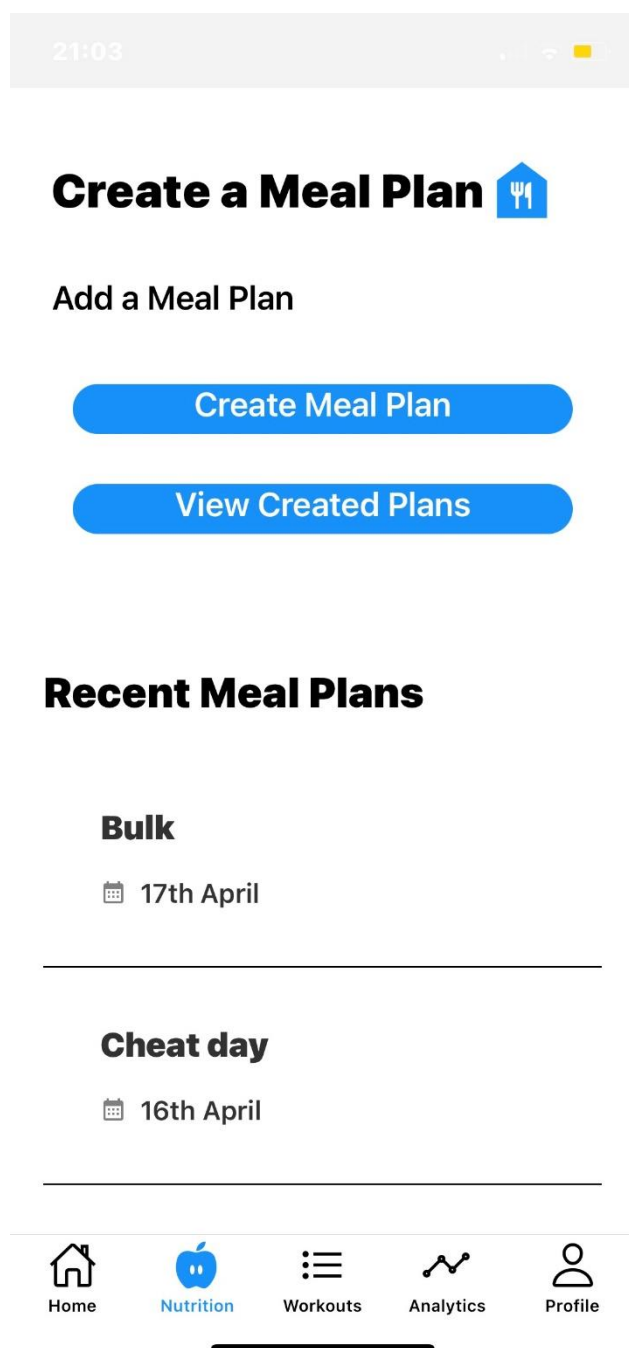 21:03
Create a Meal Plan
Add a Meal Plan
Create Meal Plan
View Created Plans
Recent Meal Plans
Bulk
17th April
Cheat day
16th April
Home Nutrition Workouts Analytics Profile